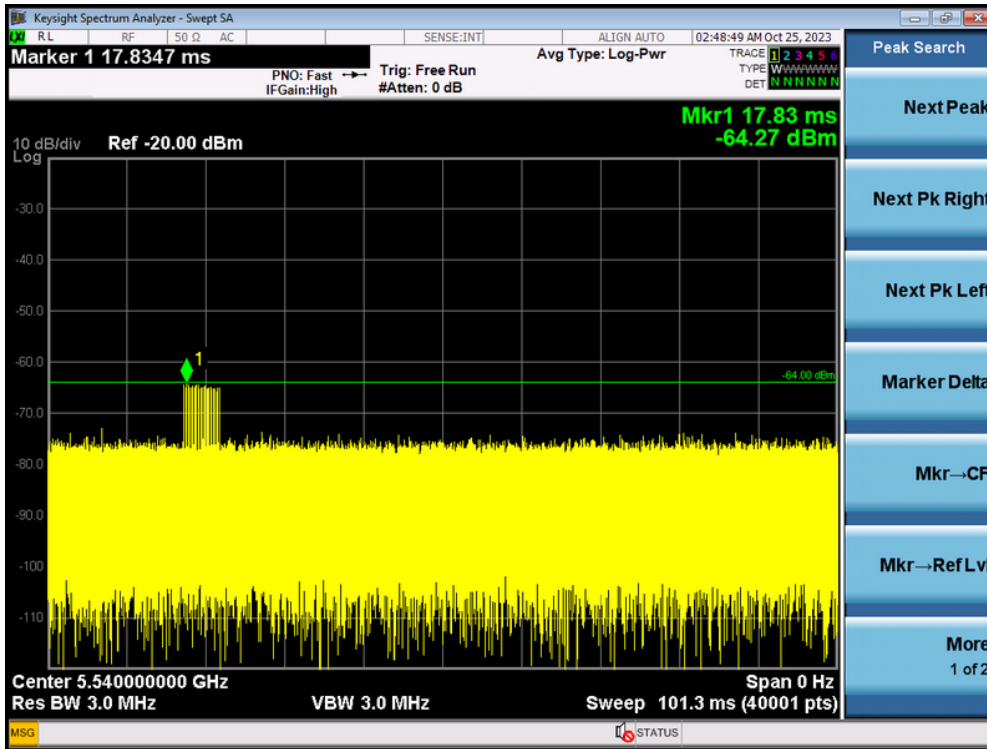 Keysight Spectrum Analyzer - Swept SA
LXI RL RF 50 Ω AC SENSE:INT ALIGN AUTO 02:48:49 AM Oct 25, 2023
Marker 1 17.8347 ms
PNO: Fast
IFGain:High
Trig: Free Run
#Atten: 0 dB
Avg Type: Log-Pwr
TRACE 1 2 3 4 5 6
TYPE WWWWWW
DET N N N N N N
Peak Search
Mkr1 17.83 ms
-64.27 dBm
10 dB/div Ref -20.00 dBm
Log
-30.0
-40.0
-50.0
-60.0
-70.0
-80.0
-90.0
-100
-110
1
-64.00 dBm
Center 5.540000000 GHz Span 0 Hz
Res BW 3.0 MHz VBW 3.0 MHz Sweep 101.3 ms (40001 pts)
Next Peak
Next Pk Right
Next Pk Left
Marker Delta
Mkr→CF
Mkr→Ref Lvl
More
1 of 2
MSG STATUS